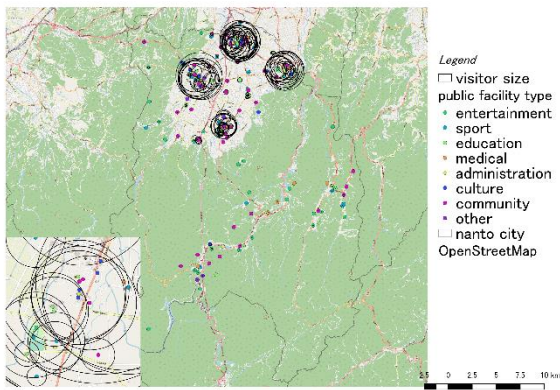 Legend
visitor size
public facility type
entertainment
sport
education
medical
administration
culture
community
other
nanto city
OpenStreetMap
2.5 0 2.5 5 7.5 10 km